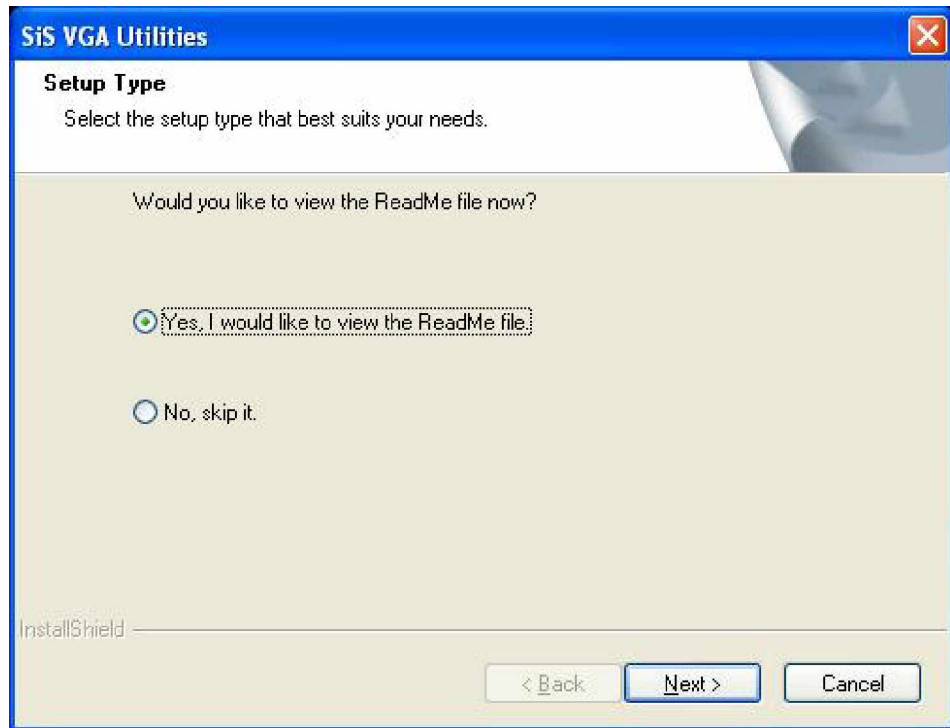 SiS VGA Utilities
Setup Type
Select the setup type that best suits your needs.
Would you like to view the ReadMe file now?
Yes, I would like to view the ReadMe file.
No, skip it.
InstallShield
< Back
Next >
Cancel